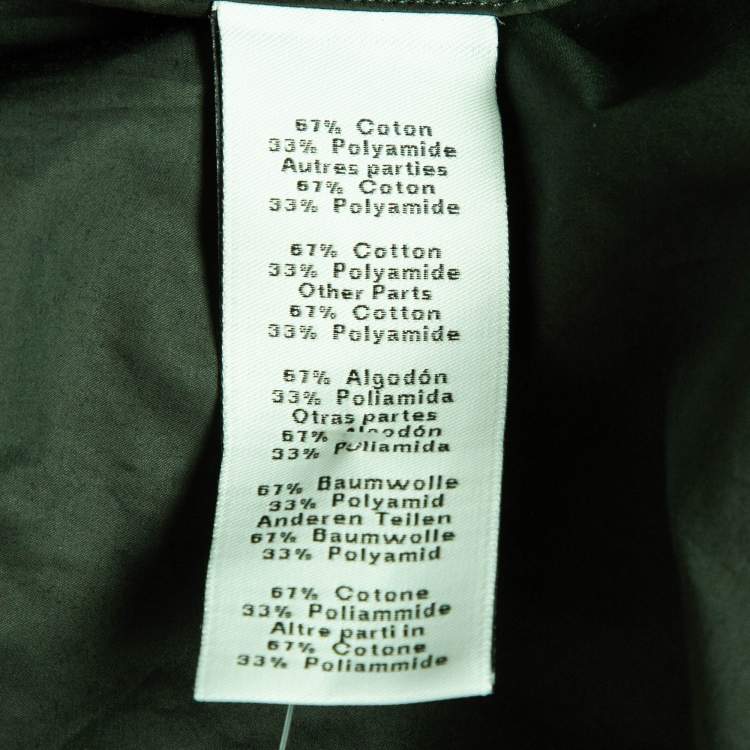 67% Coton
33% Polyamide
Autres parties
67% Coton
33% Polyamide
67% Cotton
33% Polyamide
Other Parts
67% Cotton
33% Polyamide
67% Algodón
33% Poliamida
Otras partes
67% Algodón
33% Poliamida
67% Baumwolle
33% Polyamid
Anderen Teilen
67% Baumwolle
33% Polyamid
67% Cotone
33% Poliammide
Altre parti in
67% Cotone
33% Poliammide